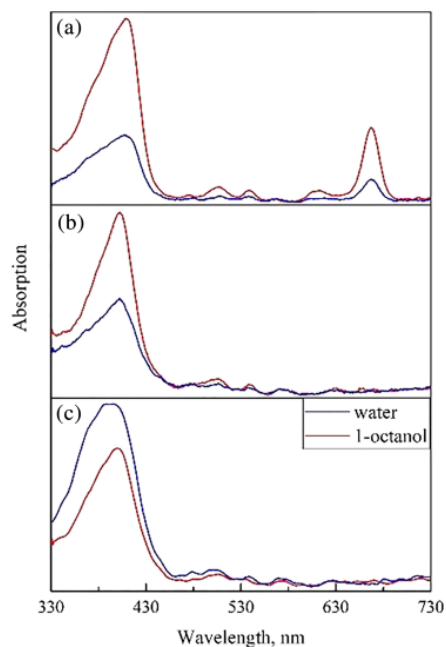 (a)
(b)
Absorption
(c)
water
1-octanol
330 430 530 630 730
Wavelength, nm